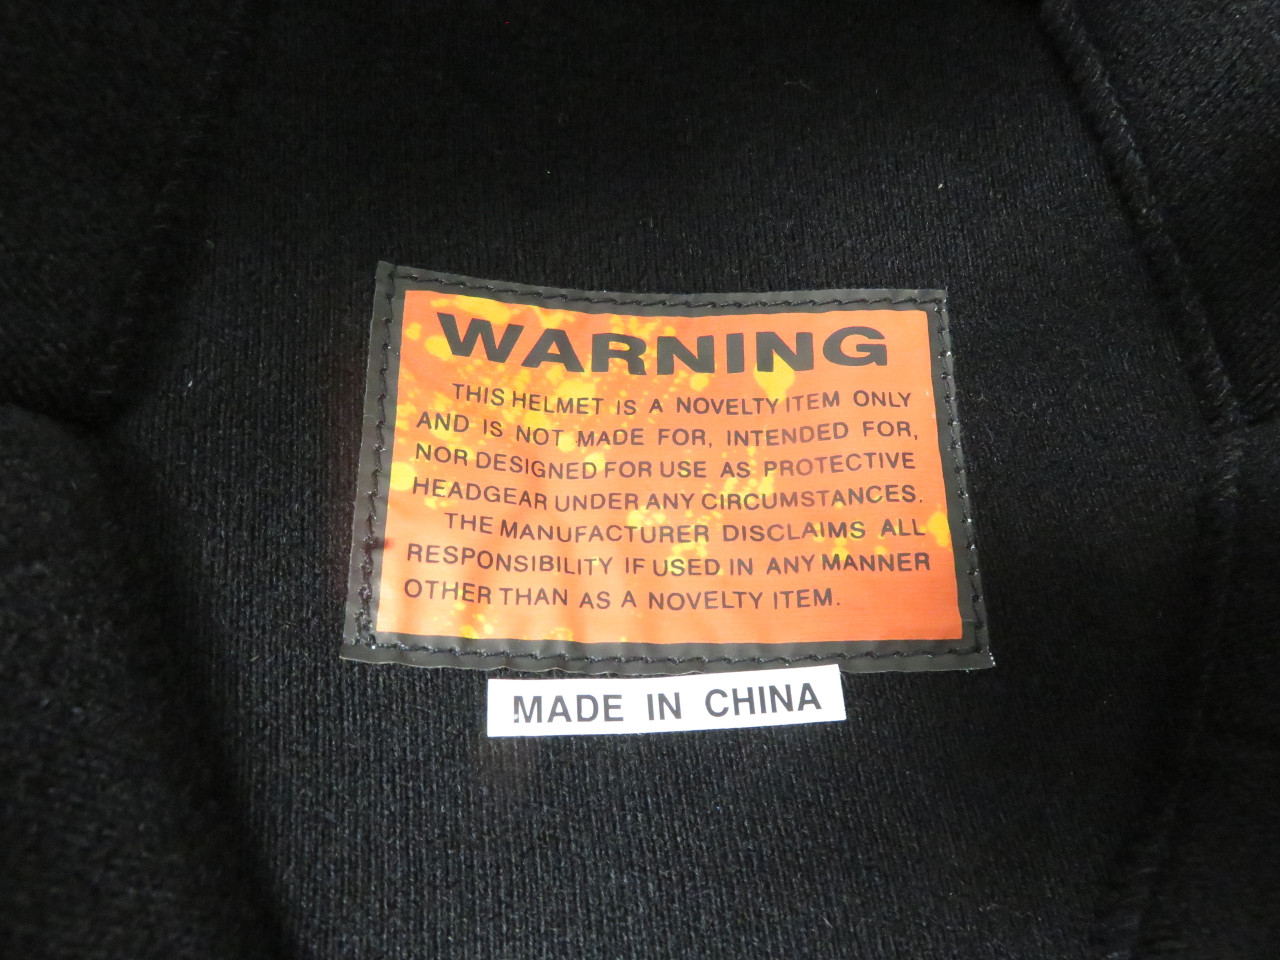 WARNING
THIS HELMET IS A NOVELTY ITEM ONLY
AND IS NOT MADE FOR, INTENDED FOR,
NOR DESIGNED FOR USE AS PROTECTIVE
HEADGEAR UNDER ANY CIRCUMSTANCES.
THE MANUFACTURER DISCLAIMS ALL
RESPONSIBILITY IF USED IN ANY MANNER
OTHER THAN AS A NOVELTY ITEM.
MADE IN CHINA